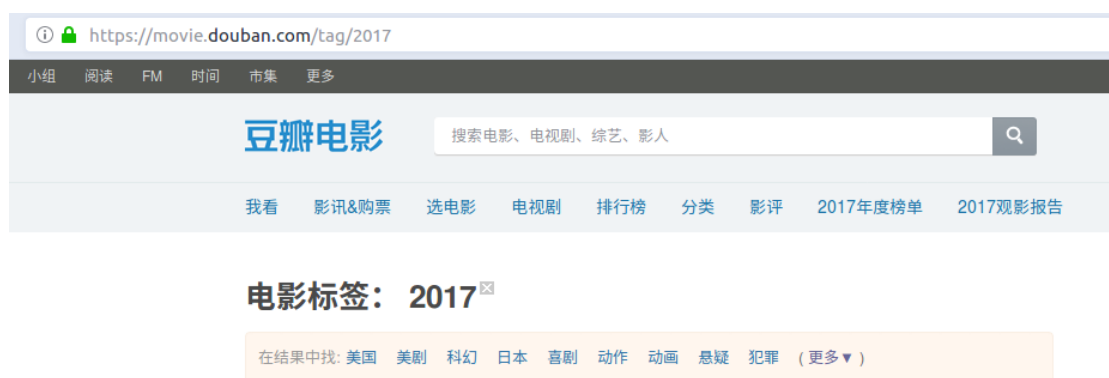 https://movie.douban.com/tag/2017
小组 阅读 FM 时间 市集 更多
豆瓣电影 搜索电影、电视剧、综艺、影人
我看 影讯&购票 选电影 电视剧 排行榜 分类 影评 2017年度榜单 2017观影报告
电影标签： 2017
在结果中找: 美国 美剧 科幻 日本 喜剧 动作 动画 悬疑 犯罪 ( 更多▼ )